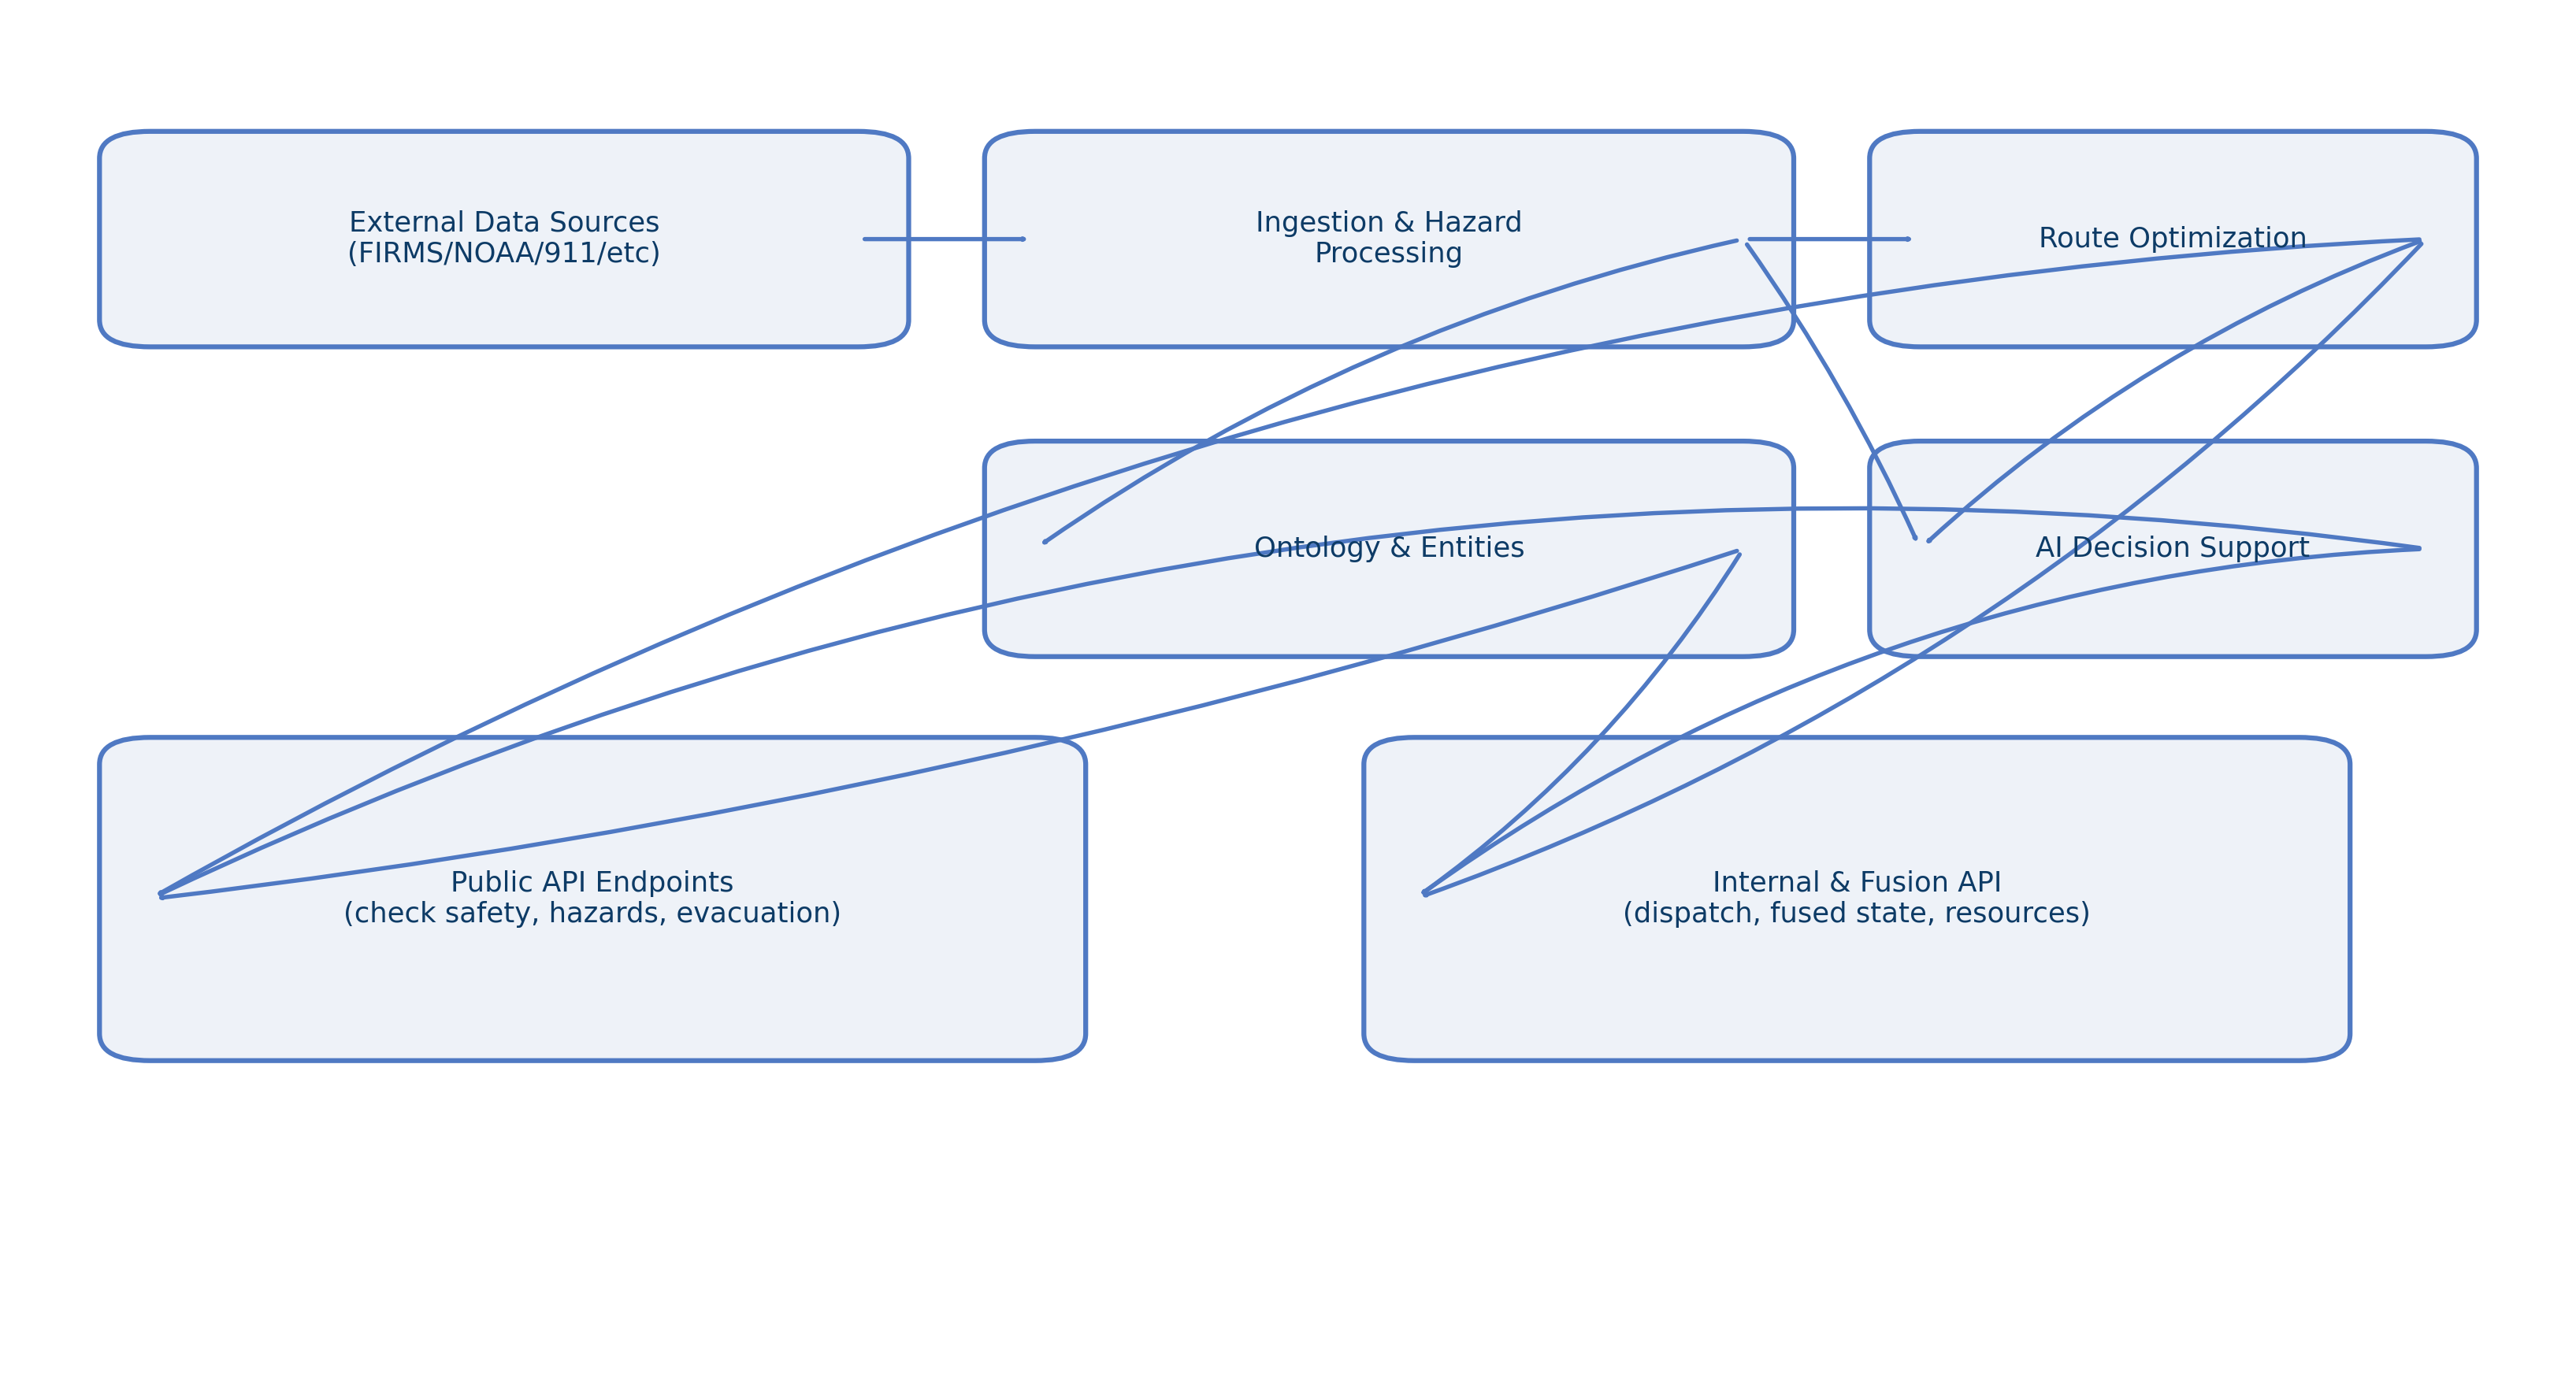 External Data Sources
(FIRMS/NOAA/911/etc)
Ingestion & Hazard
Processing
Route Optimization
Ontology & Entities
AI Decision Support
Public API Endpoints
(check safety, hazards, evacuation)
Internal & Fusion API
(dispatch, fused state, resources)